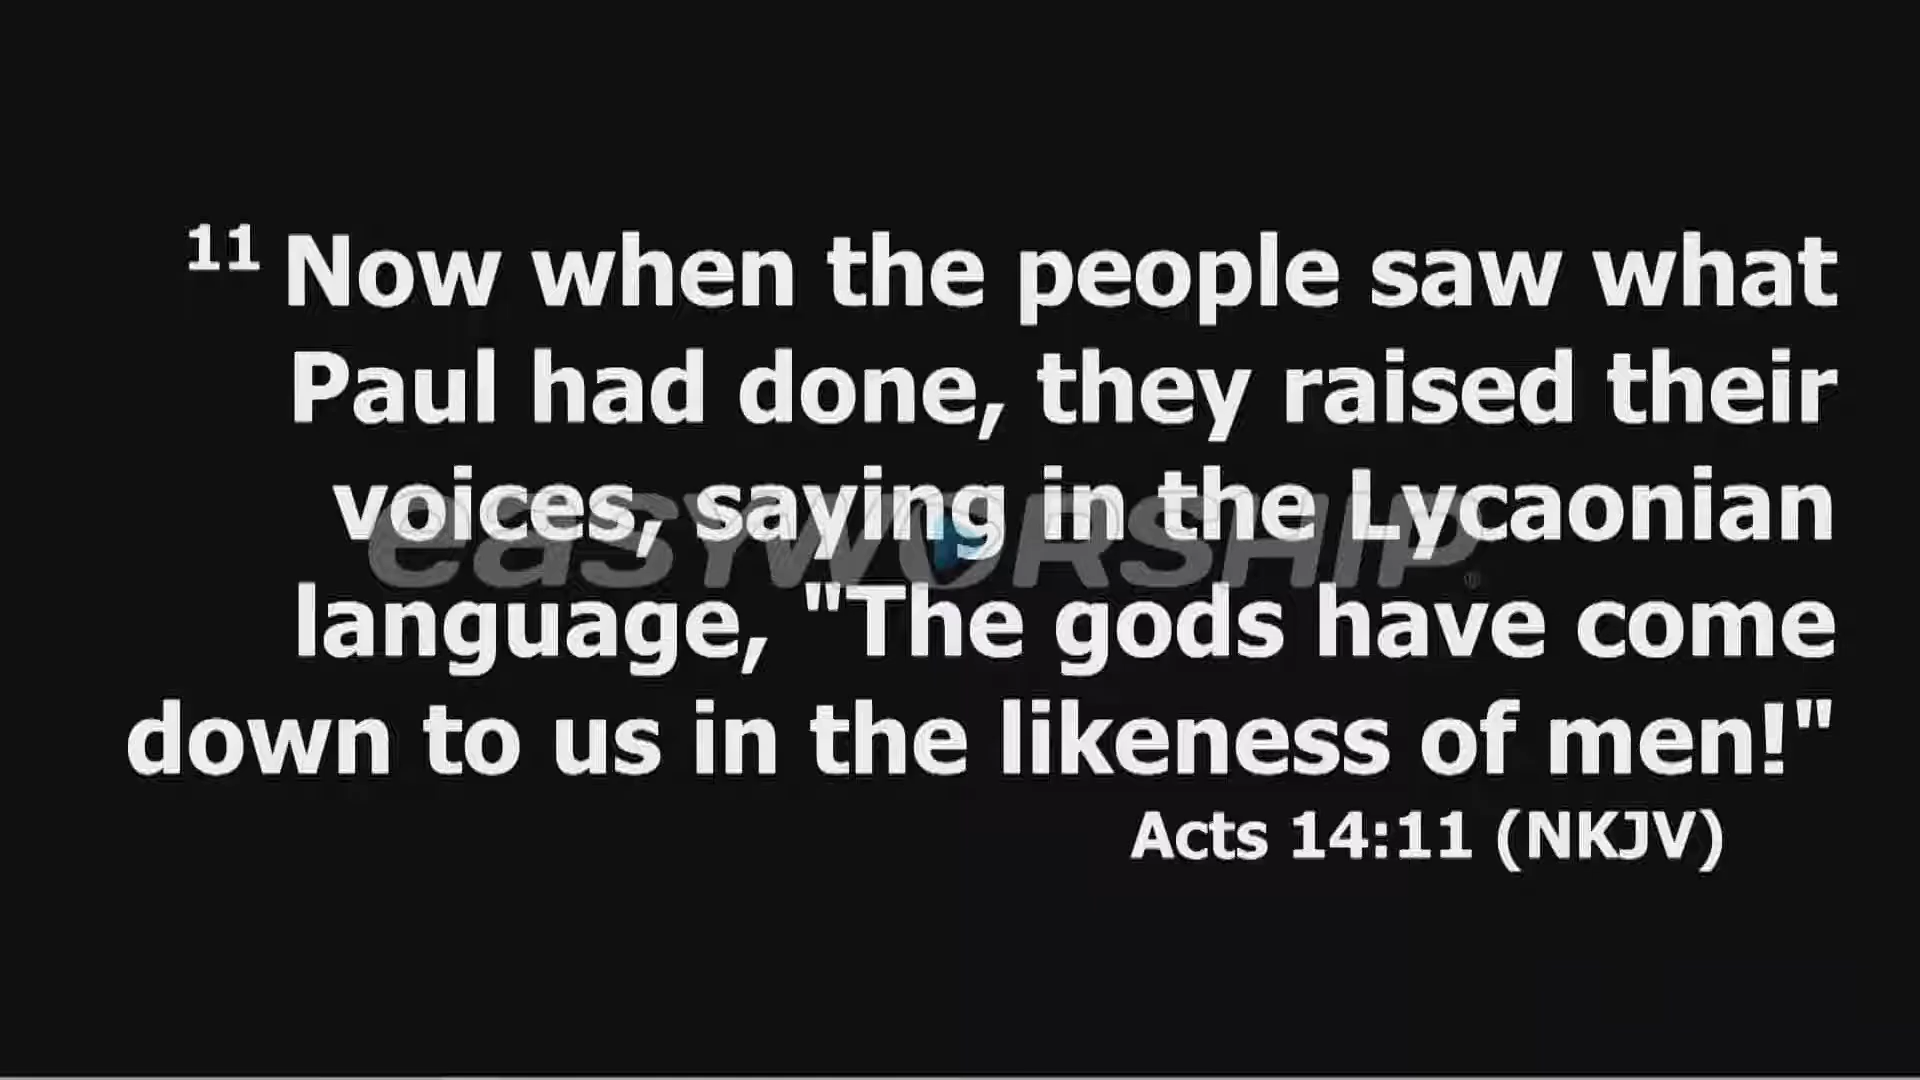 11 Now when the people saw what
Paul had done, they raised their
voices, saying in the Lycaonian
easyworship®
language, "The gods have come
down to us in the likeness of men!"
Acts 14:11 (NKJV)